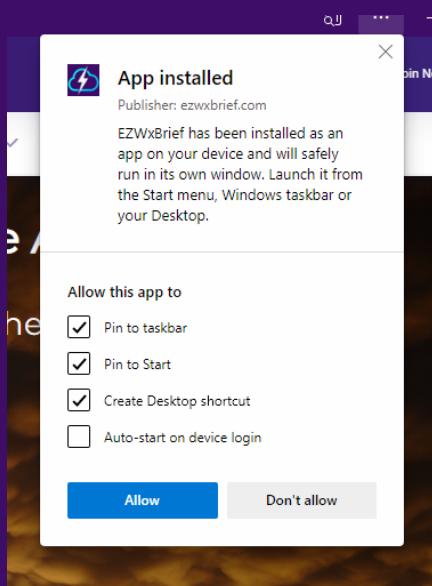 App installed
Publisher: ezwxbrief.com
EZWxBrief has been installed as an
app on your device and will safely
run in its own window. Launch it from
the Start menu, Windows taskbar or
your Desktop.
Allow this app to
Pin to taskbar
Pin to Start
Create Desktop shortcut
Auto-start on device login
Allow
Don't allow